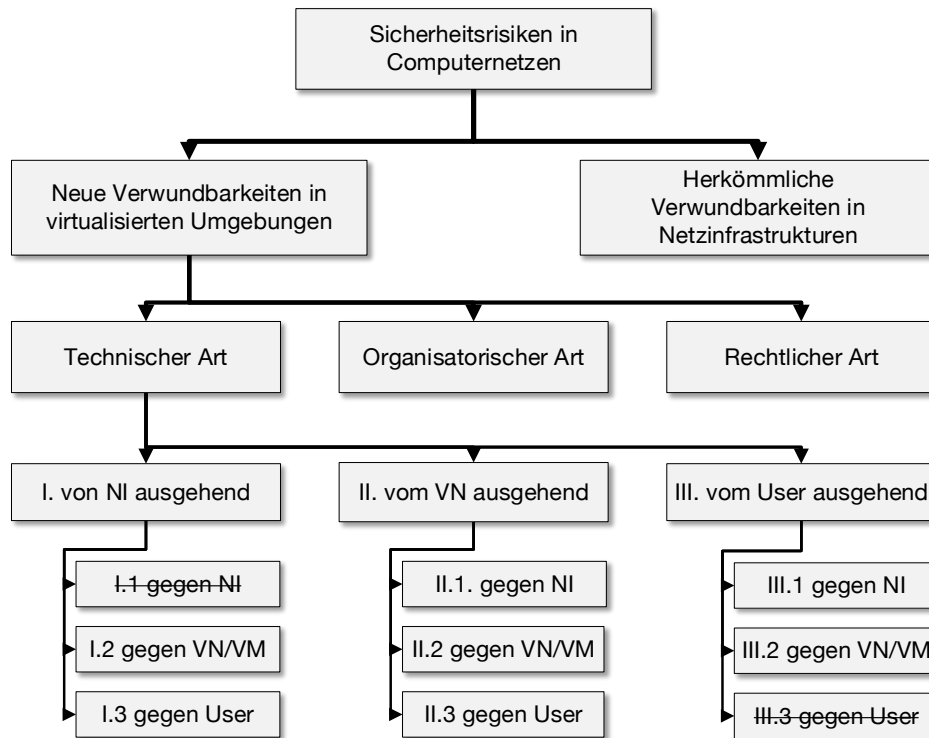 Sicherheitsrisiken in
Computernetzen
Neue Verwundbarkeiten in
virtualisierten Umgebungen
Herkömmliche
Verwundbarkeiten in
Netzinfrastrukturen
Technischer Art
Organisatorischer Art
Rechtlicher Art
I. von NI ausgehend
II. vom VN ausgehend
III. vom User ausgehend
I.1 gegen NI
I.2 gegen VN/VM
I.3 gegen User
II.1. gegen NI
II.2 gegen VN/VM
II.3 gegen User
III.1 gegen NI
III.2 gegen VN/VM
III.3 gegen User